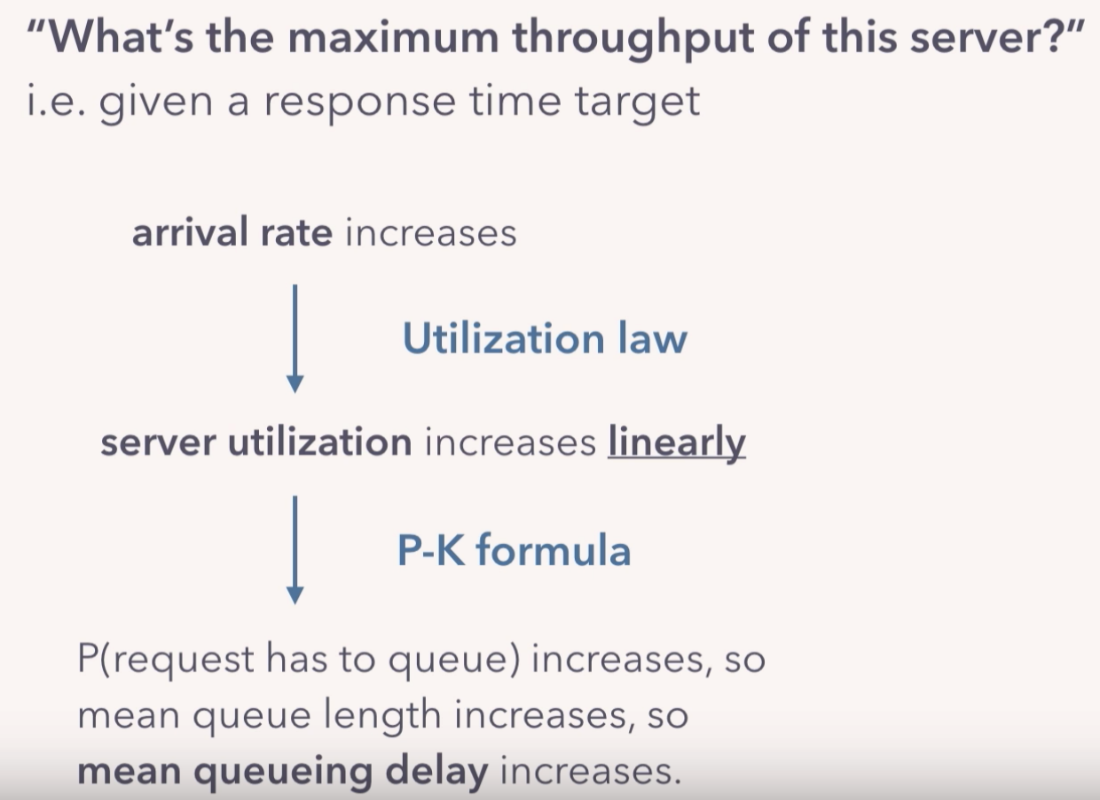 “What’s the maximum throughput of this server?”
i.e. given a response time target
arrival rate increases
Utilization law
server utilization increases linearly
P-K formula
P(request has to queue) increases, so
mean queue length increases, so
mean queueing delay increases.